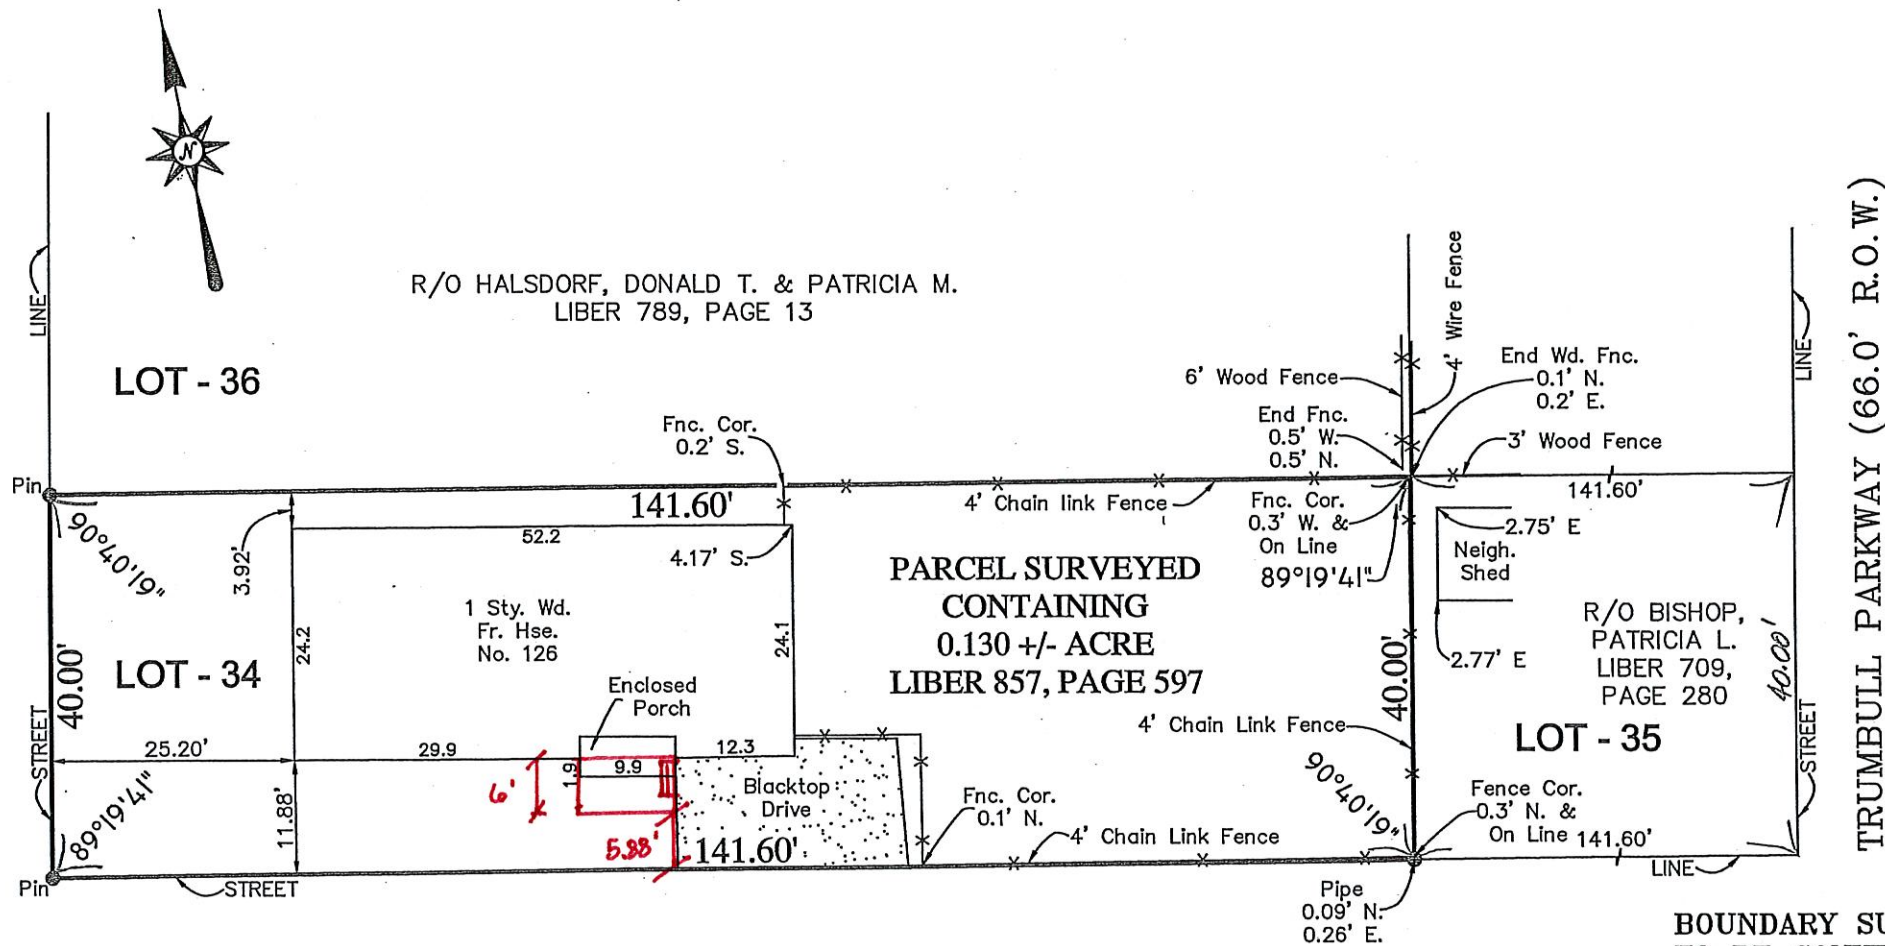 N
LINE
R/O HALSDORF, DONALD T. & PATRICIA M.
LIBER 789, PAGE 13
LOT - 36
Fnc. Cor.
0.2' S.
6' Wood Fence
4' Wire Fence
End Fnc.
0.5' W.
0.5' N.
End Wd. Fnc.
0.1' N.
0.2' E.
3' Wood Fence
LINE
TRUMBULL PARKWAY (66.0' R.O.W.)
Pin
90°40'19"
3.92'
141.60'
52.2
4.17' S.
4' Chain link Fence
Fnc. Cor.
0.3' W. &
On Line
89°19'41"
141.60'
2.75' E
Neigh.
Shed
2.77' E
1 Sty. Wd.
Fr. Hse.
No. 126
24.2
24.1
PARCEL SURVEYED
CONTAINING
0.130 +/- ACRE
LIBER 857, PAGE 597
R/O BISHOP,
PATRICIA L.
LIBER 709,
PAGE 280
40.00'
LOT - 34
40.00'
40.00'
Enclosed
Porch
4' Chain Link Fence
LOT - 35
STREET
25.20'
29.9
12.3
1.9
9.9
6'
Blacktop
Drive
5.88'
11.88'
89°19'41"
141.60'
Fnc. Cor.
0.1' N.
4' Chain Link Fence
90°40'19"
Fence Cor.
0.3' N. &
On Line
141.60'
STREET
LINE
Pin
STREET
Pipe
0.09' N.
0.26' E.
BOUNDARY SU